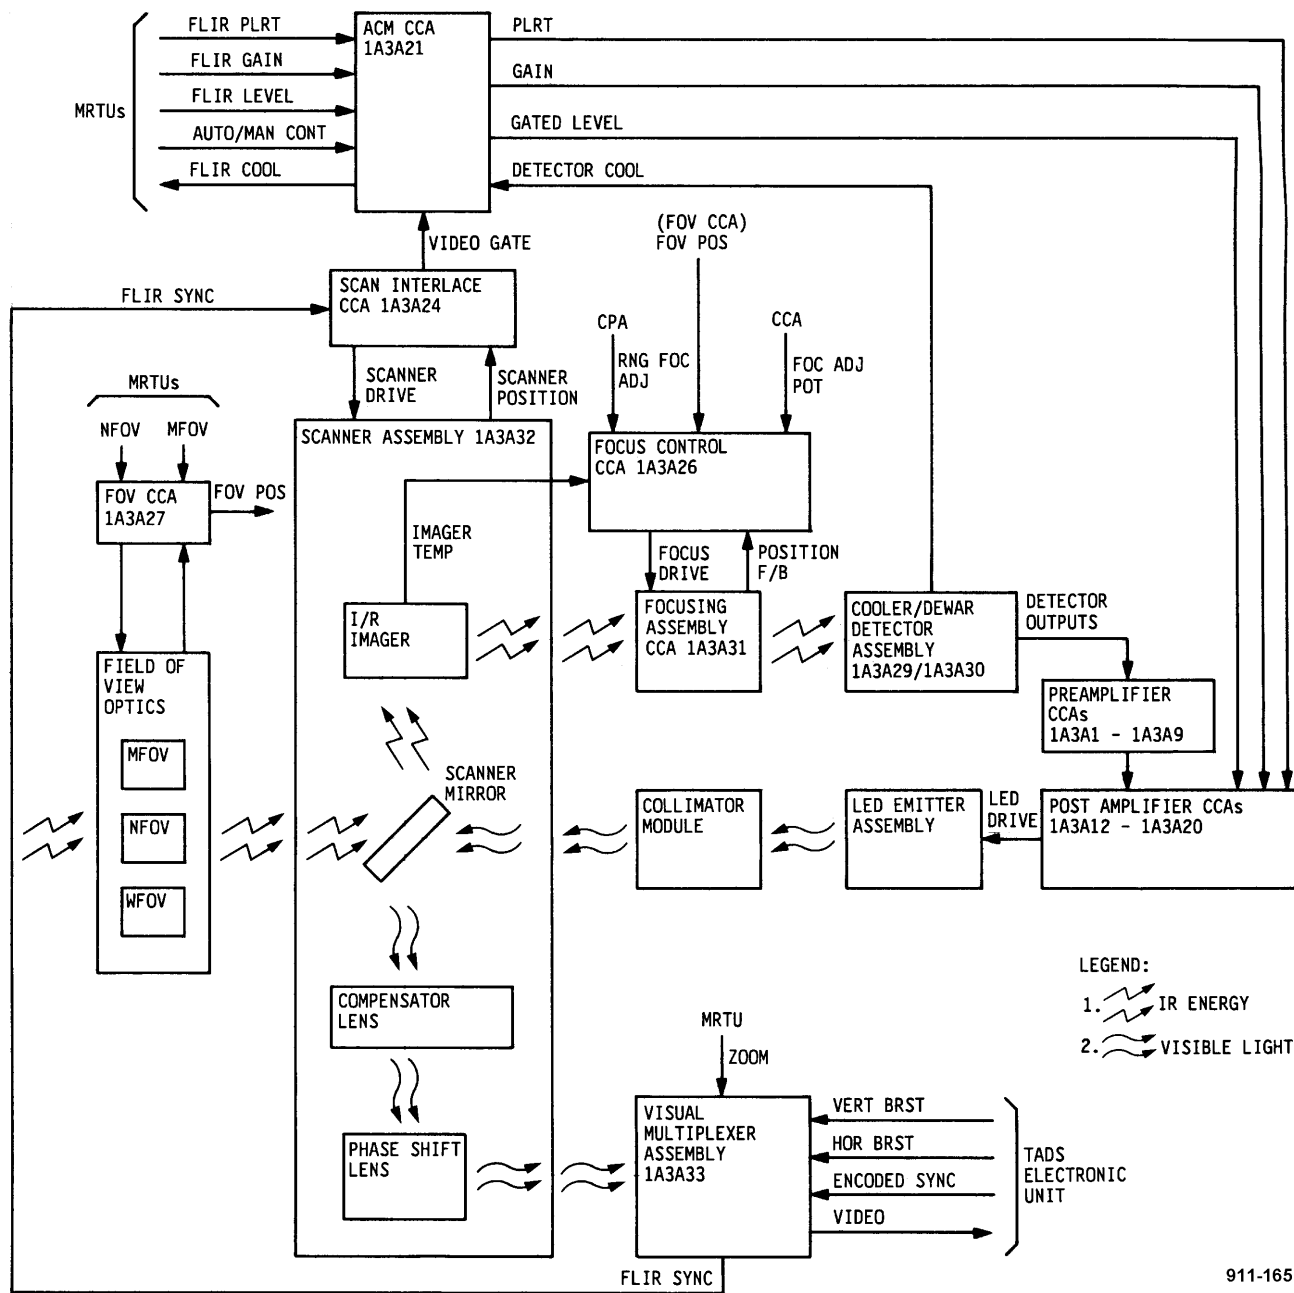 FLIR PLRT
FLIR GAIN
FLIR LEVEL
AUTO/MAN CONT
FLIR COOL
MRTUs
ACM CCA
1A3A21
PLRT
GAIN
GATED LEVEL
DETECTOR COOL
VIDEO GATE
(FOV CCA)
FOV POS
SCAN INTERLACE
CCA 1A3A24
FLIR SYNC
CPA
RNG FOC
ADJ
CCA
FOC ADJ
POT
SCANNER
DRIVE
SCANNER
POSITION
MRTUs
NFOV
MFOV
FOV CCA
1A3A27
FOV POS
SCANNER ASSEMBLY 1A3A32
FOCUS CONTROL
CCA 1A3A26
IMAGER
TEMP
FOCUS
DRIVE
POSITION
F/B
I/R
IMAGER
FOCUSING
ASSEMBLY
CCA 1A3A31
COOLER/DEWAR
DETECTOR
ASSEMBLY
1A3A29/1A3A30
DETECTOR
OUTPUTS
PREAMPLIFIER
CCAs
1A3A1 - 1A3A9
FIELD OF
VIEW
OPTICS
MFOV
NFOV
WFOV
SCANNER
MIRROR
COLLIMATOR
MODULE
LED EMITTER
ASSEMBLY
LED
DRIVE
POST AMPLIFIER CCAs
1A3A12 - 1A3A20
COMPENSATOR
LENS
LEGEND:
1. IR ENERGY
2. VISIBLE LIGHT
MRTU
ZOOM
PHASE SHIFT
LENS
VISUAL
MULTIPLEXER
ASSEMBLY
1A3A33
VERT BRST
HOR BRST
ENCODED SYNC
VIDEO
TADS
ELECTRONIC
UNIT
FLIR SYNC
911-165